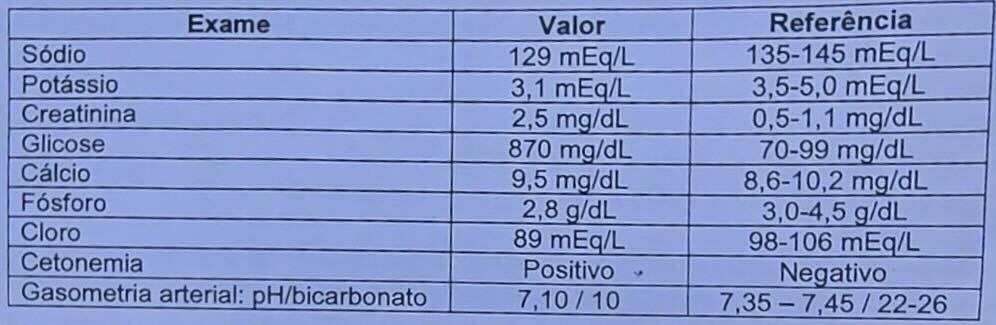 Exame Valor Referência
Sódio 129 mEq/L 135-145 mEq/L
Potássio 3,1 mEq/L 3,5-5,0 mEq/L
Creatinina 2,5 mg/dL 0,5-1,1 mg/dL
Glicose 870 mg/dL 70-99 mg/dL
Cálcio 9,5 mg/dL 8,6-10,2 mg/dL
Fósforo 2,8 g/dL 3,0-4,5 g/dL
Cloro 89 mEq/L 98-106 mEq/L
Cetonemia Positivo Negativo
Gasometria arterial: pH/bicarbonato 7,10 / 10 7,35 – 7,45 / 22-26